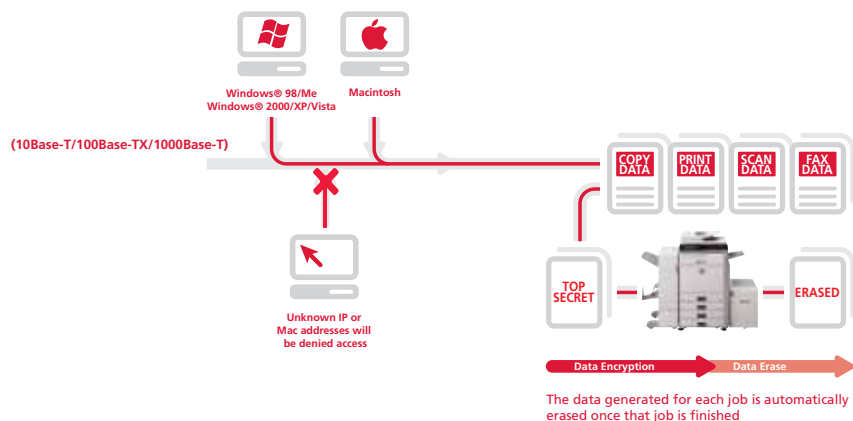 Windows® 98/Me
Windows® 2000/XP/Vista
Macintosh
(10Base-T/100Base-TX/1000Base-T)
COPY
DATA
PRINT
DATA
SCAN
DATA
FAX
DATA
Unknown IP or
Mac addresses will
be denied access
TOP
SECRET
ERASED
Data Encryption
Data Erase
The data generated for each job is automatically
erased once that job is finished